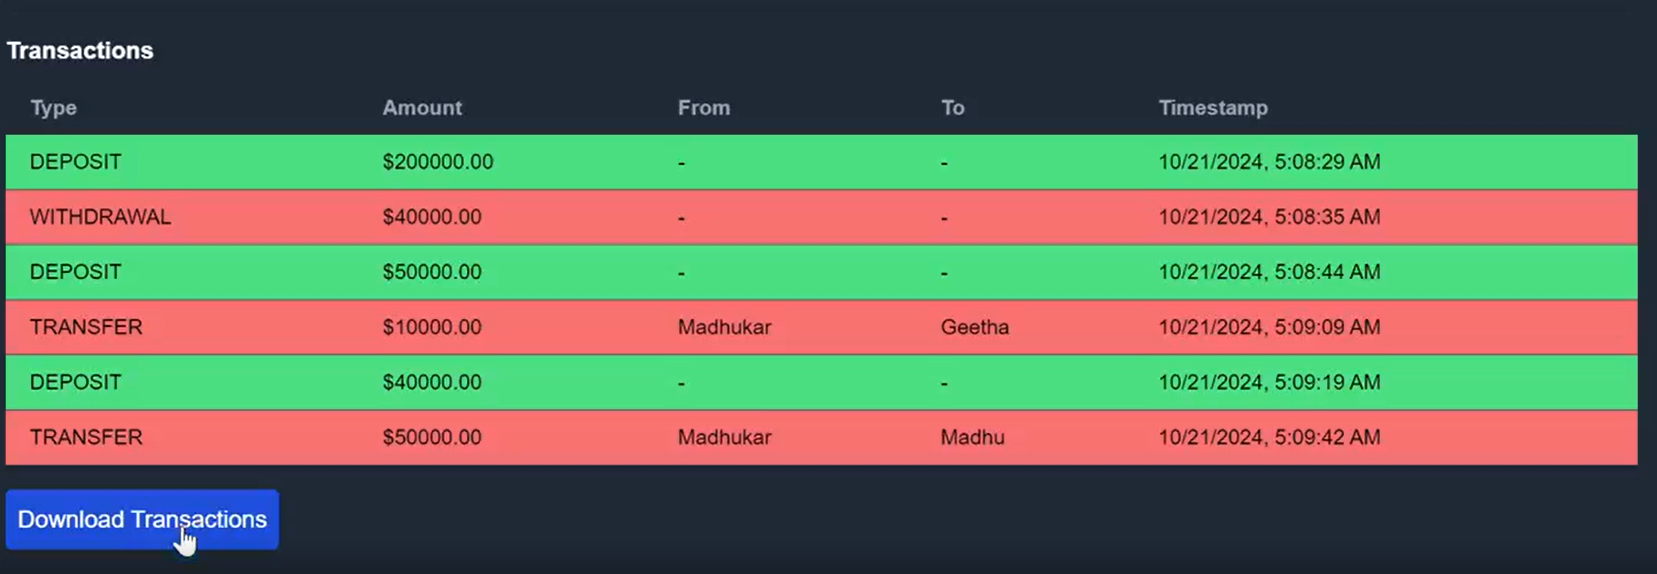 Transactions
Type Amount From To Timestamp
DEPOSIT $200000.00 - - 10/21/2024, 5:08:29 AM
WITHDRAWAL $40000.00 - - 10/21/2024, 5:08:35 AM
DEPOSIT $50000.00 - - 10/21/2024, 5:08:44 AM
TRANSFER $10000.00 Madhukar Geetha 10/21/2024, 5:09:09 AM
DEPOSIT $40000.00 - - 10/21/2024, 5:09:19 AM
TRANSFER $50000.00 Madhukar Madhu 10/21/2024, 5:09:42 AM
Download Transactions